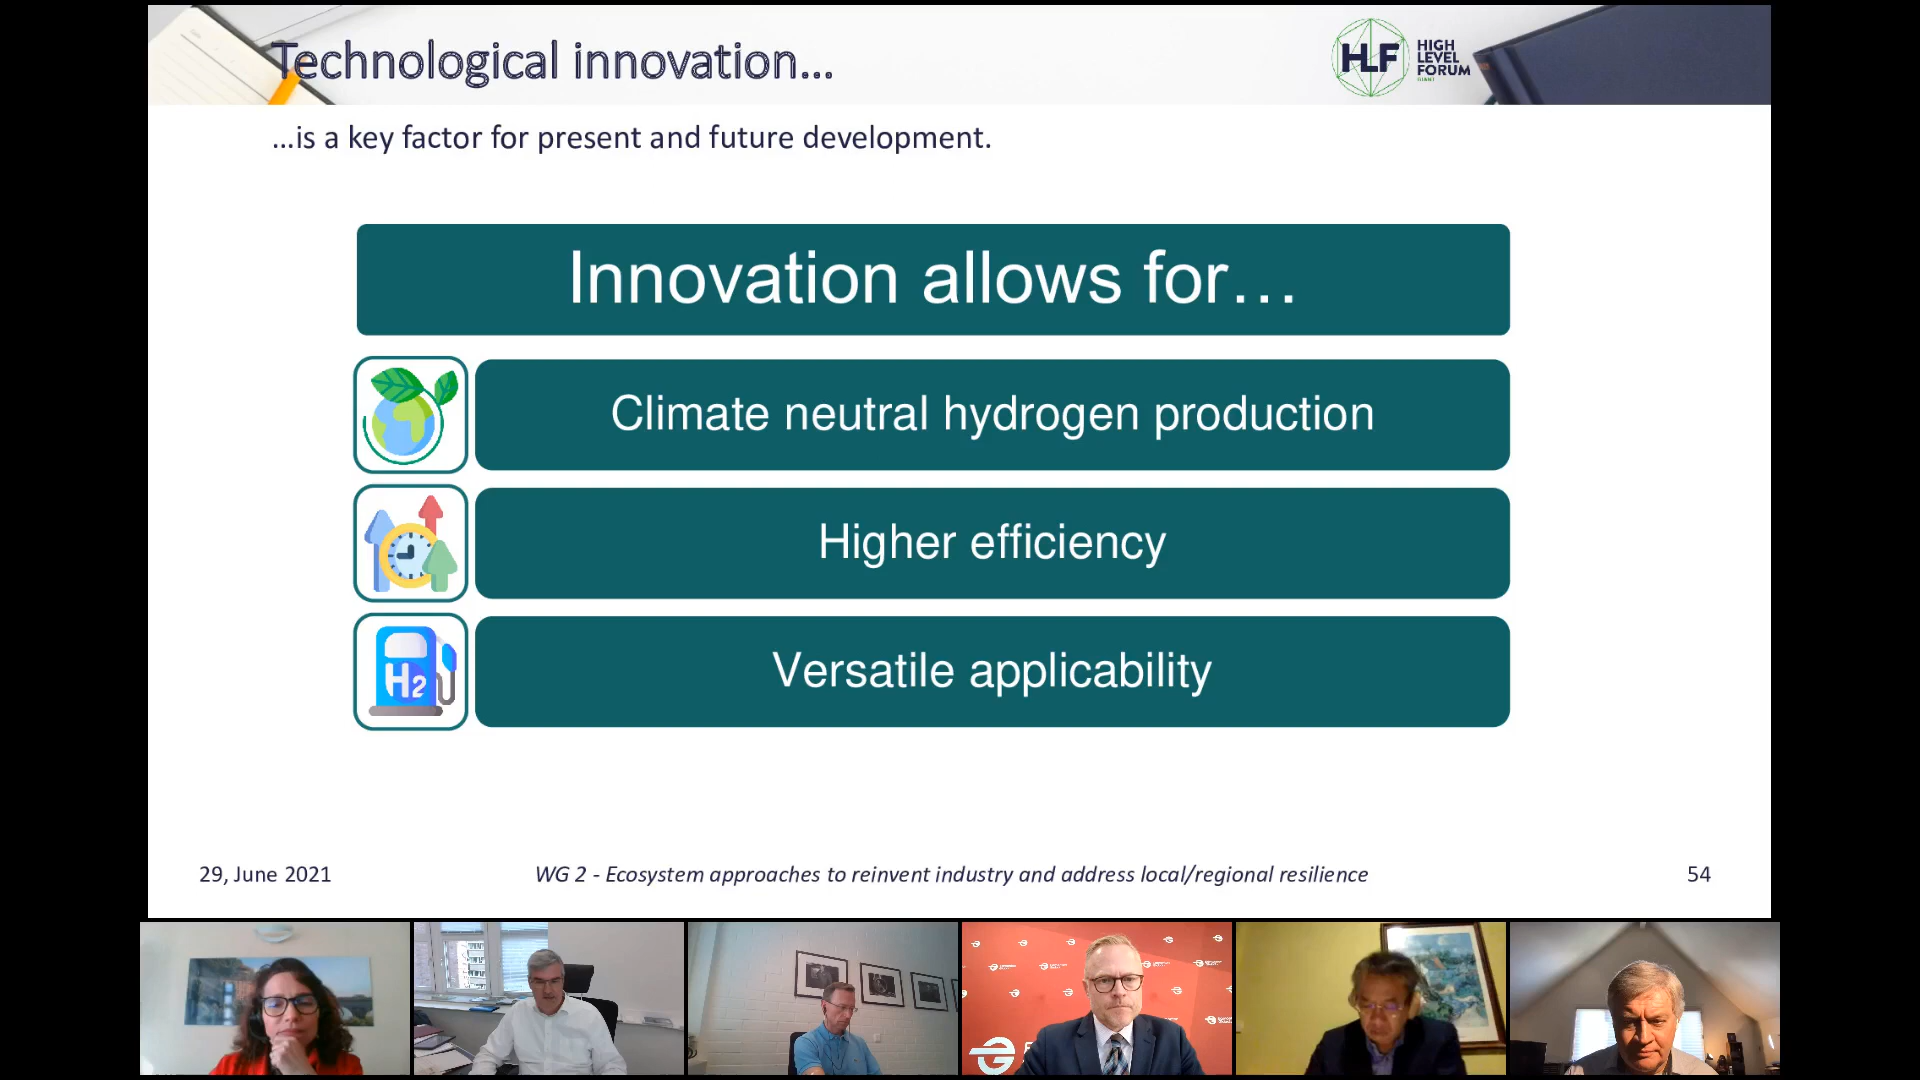 Technological innovation...
HLF
HIGH
LEVEL
FORUM
GIANT
...is a key factor for present and future development.
Innovation allows for...
Climate neutral hydrogen production
Higher efficiency
H2
Versatile applicability
29, June 2021
WG 2 - Ecosystem approaches to reinvent industry and address local/regional resilience
54